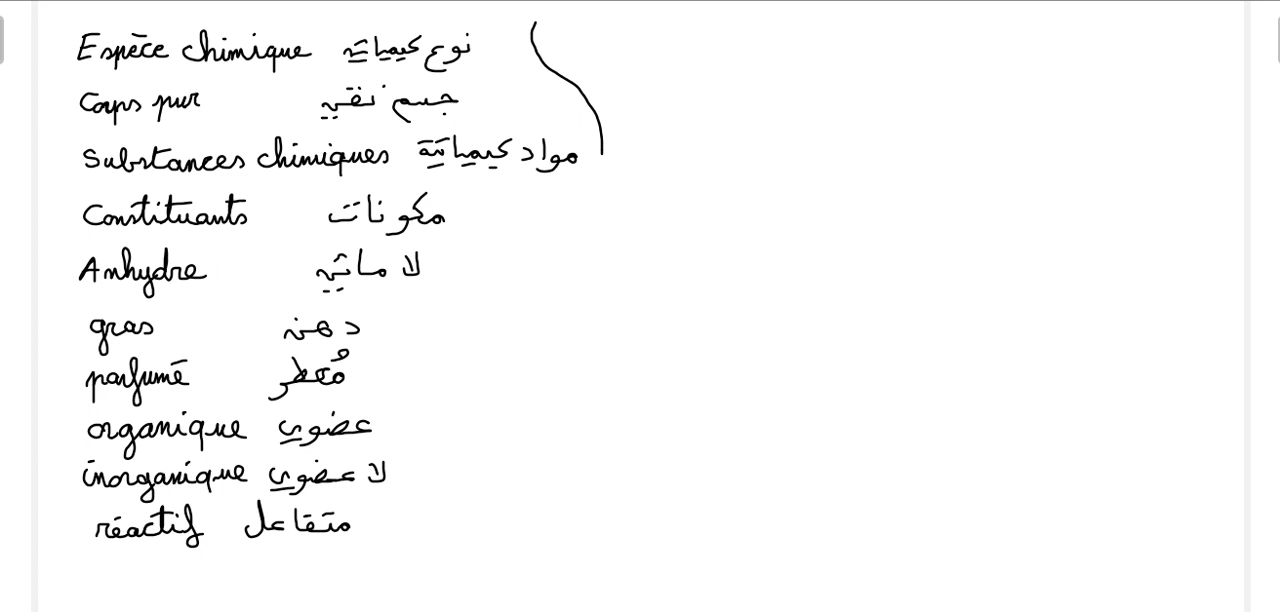 Espèce chimique نوع كيميائي
Corps pur جسم نقي
Substances chimiques مواد كيميائية
Constituants مكونات
Anhydre لا مائي
gras دهني
parfumé مُعطر
organique عضوي
inorganique لا عضوي
réactif متفاعل